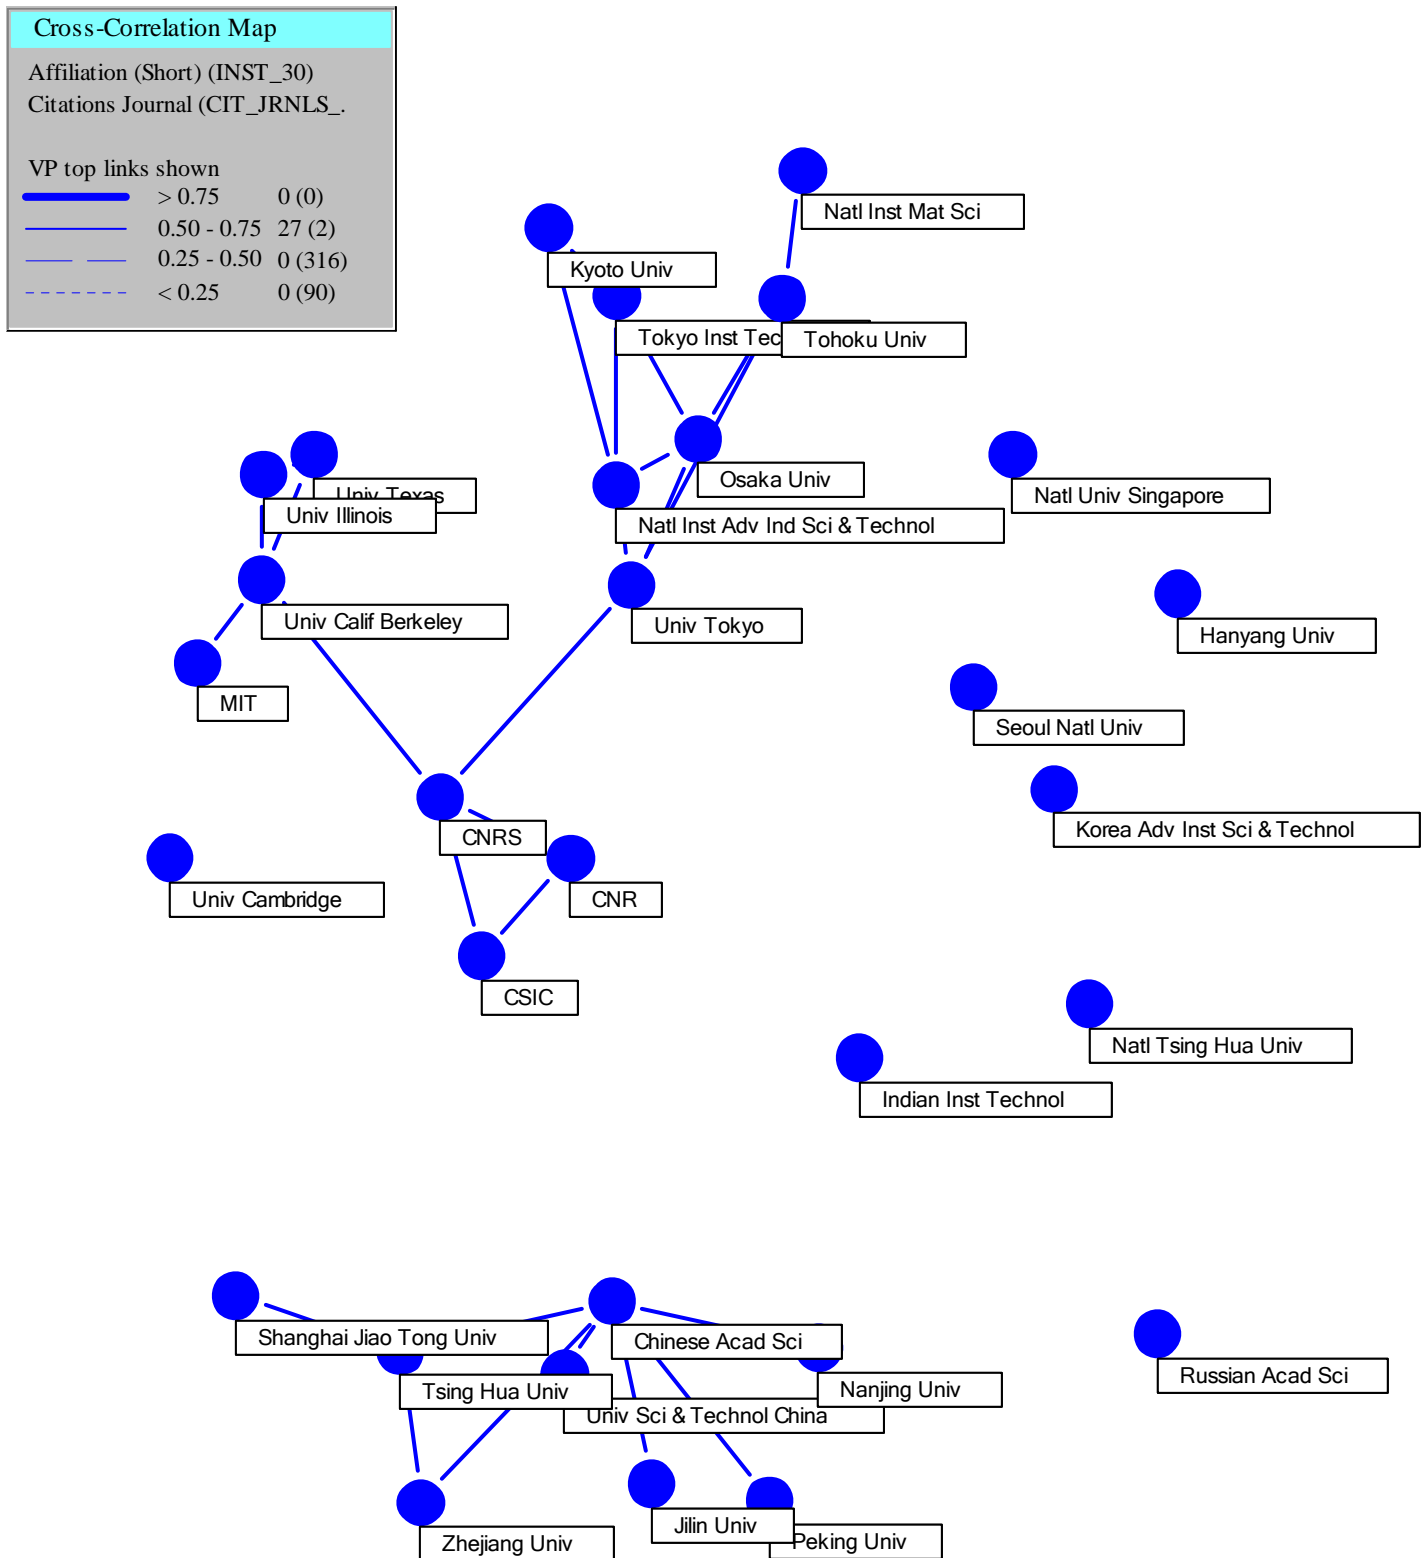 Cross-Correlation Map
Affiliation (Short) (INST_30)
Citations Journal (CIT_JRNLS_.
VP top links shown
> 0.75 0 (0)
0.50 - 0.75 27 (2)
0.25 - 0.50 0 (316)
< 0.25 0 (90)
Natl Inst Mat Sci
Kyoto Univ
Tokyo Inst Tec
Tohoku Univ
Osaka Univ
Univ Texas
Natl Univ Singapore
Univ Illinois
Natl Inst Adv Ind Sci & Technol
Univ Calif Berkeley
Univ Tokyo
Hanyang Univ
MIT
Seoul Natl Univ
CNRS
Korea Adv Inst Sci & Technol
Univ Cambridge
CNR
CSIC
Natl Tsing Hua Univ
Indian Inst Technol
Shanghai Jiao Tong Univ
Chinese Acad Sci
Russian Acad Sci
Tsing Hua Univ
Nanjing Univ
Univ Sci & Technol China
Jilin Univ
Peking Univ
Zhejiang Univ